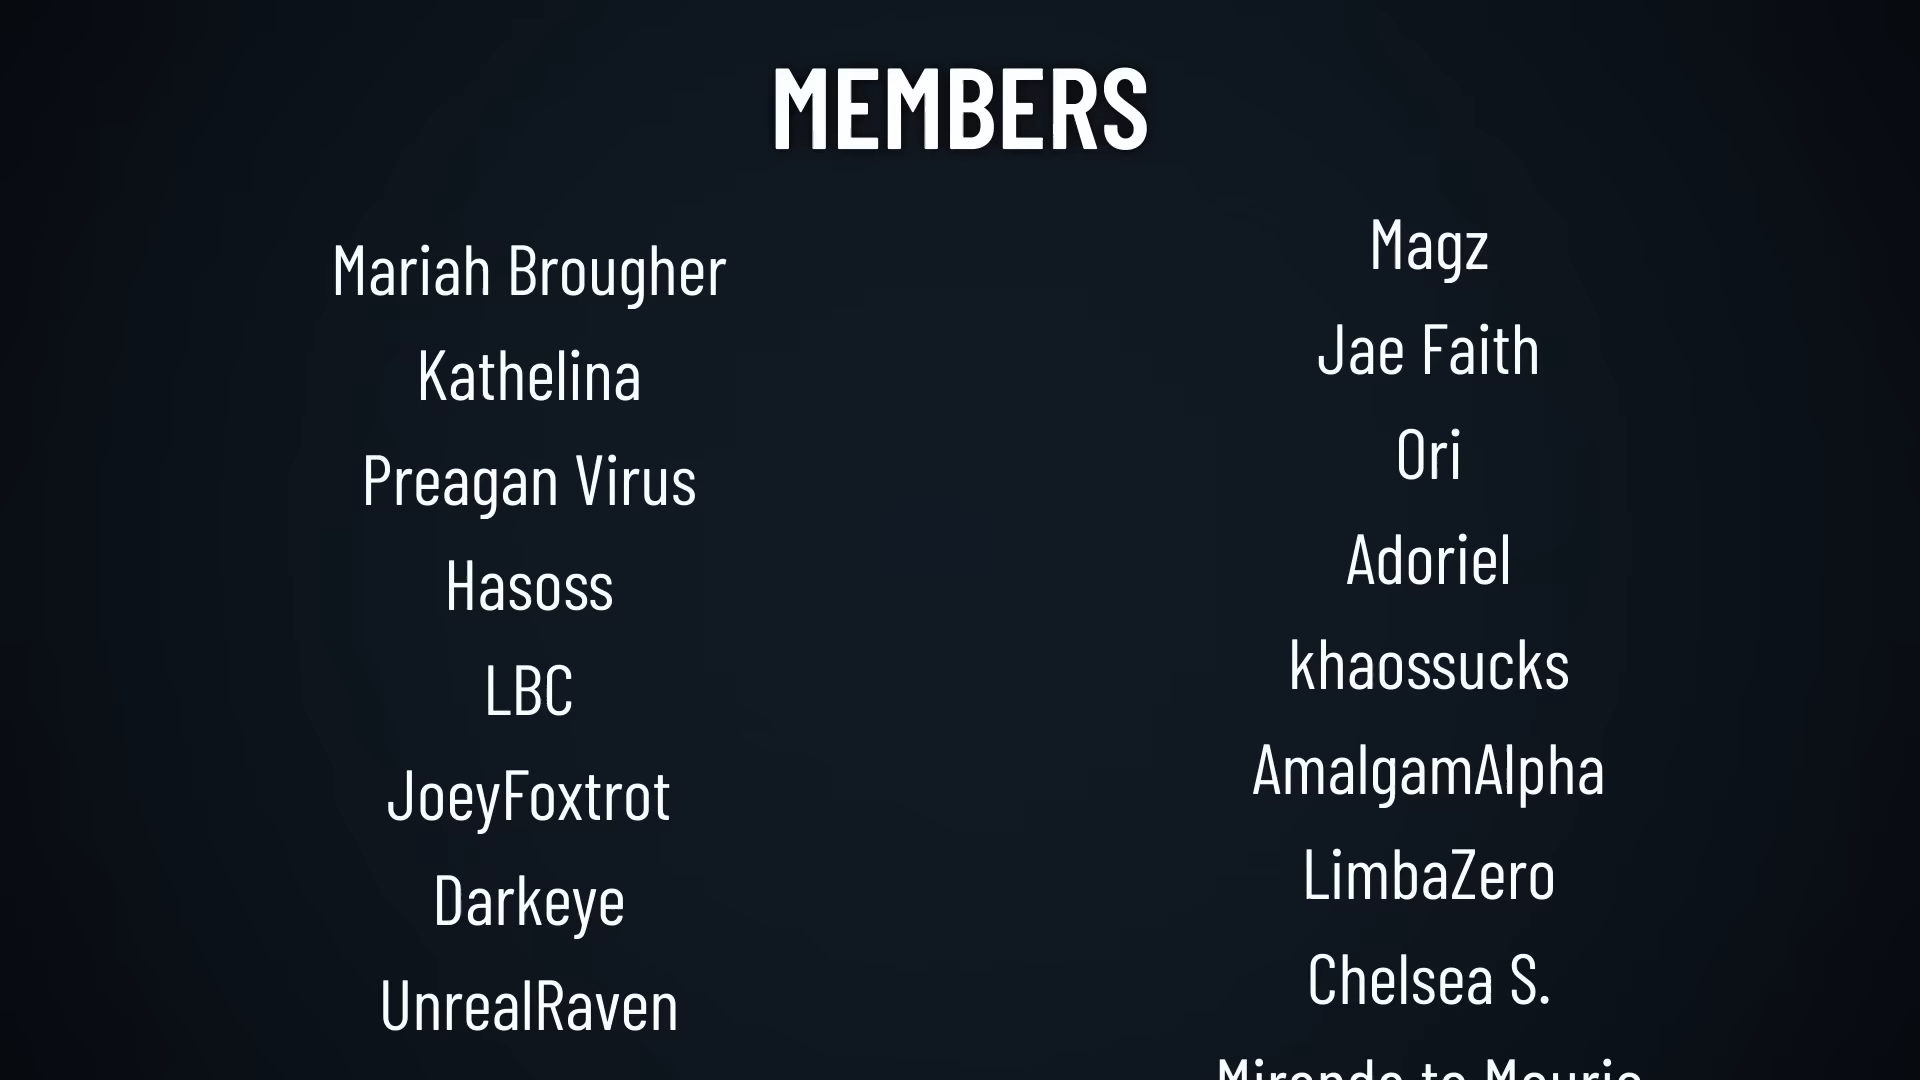 MEMBERS
Mariah Brougher
Kathelina
Preagan Virus
Hasoss
LBC
JoeyFoxtrot
Darkeye
UnrealRaven
Magz
Jae Faith
Ori
Adoriel
khaossucks
AmalgamAlpha
LimbaZero
Chelsea S.
to